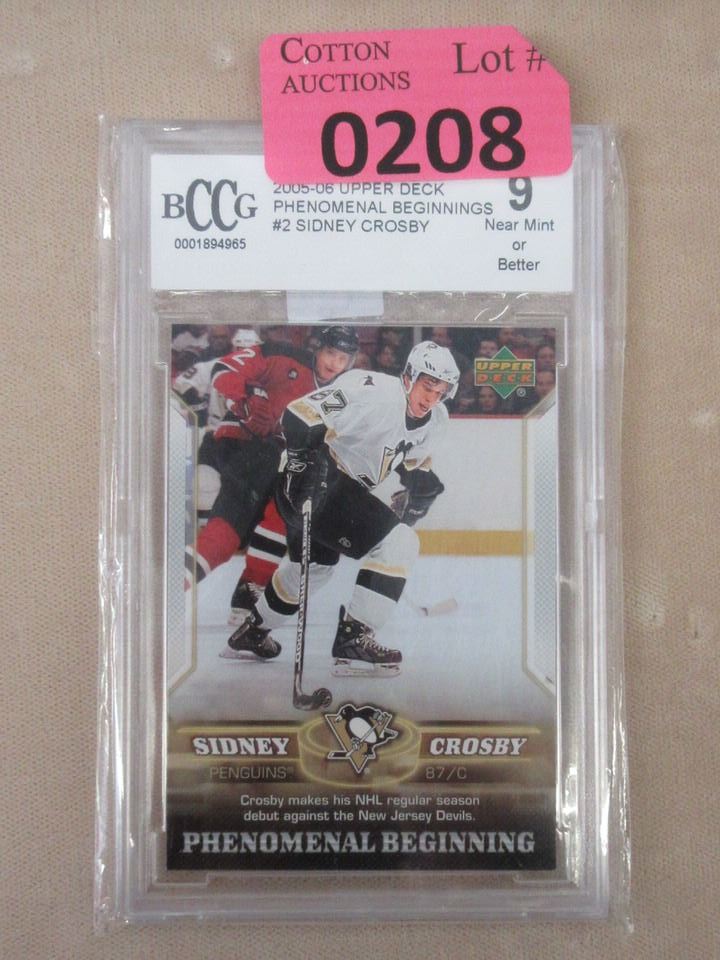 COTTON
AUCTIONS
Lot #
0208
BCCG
0001894965
2005-06 UPPER DECK
PHENOMENAL BEGINNINGS
#2 SIDNEY CROSBY
9
Near Mint
or
Better
UPPER
DECK
®
87
2
SIDNEY CROSBY
PENGUINS® 87/C
Crosby makes his NHL regular season
debut against the New Jersey Devils.
PHENOMENAL BEGINNING